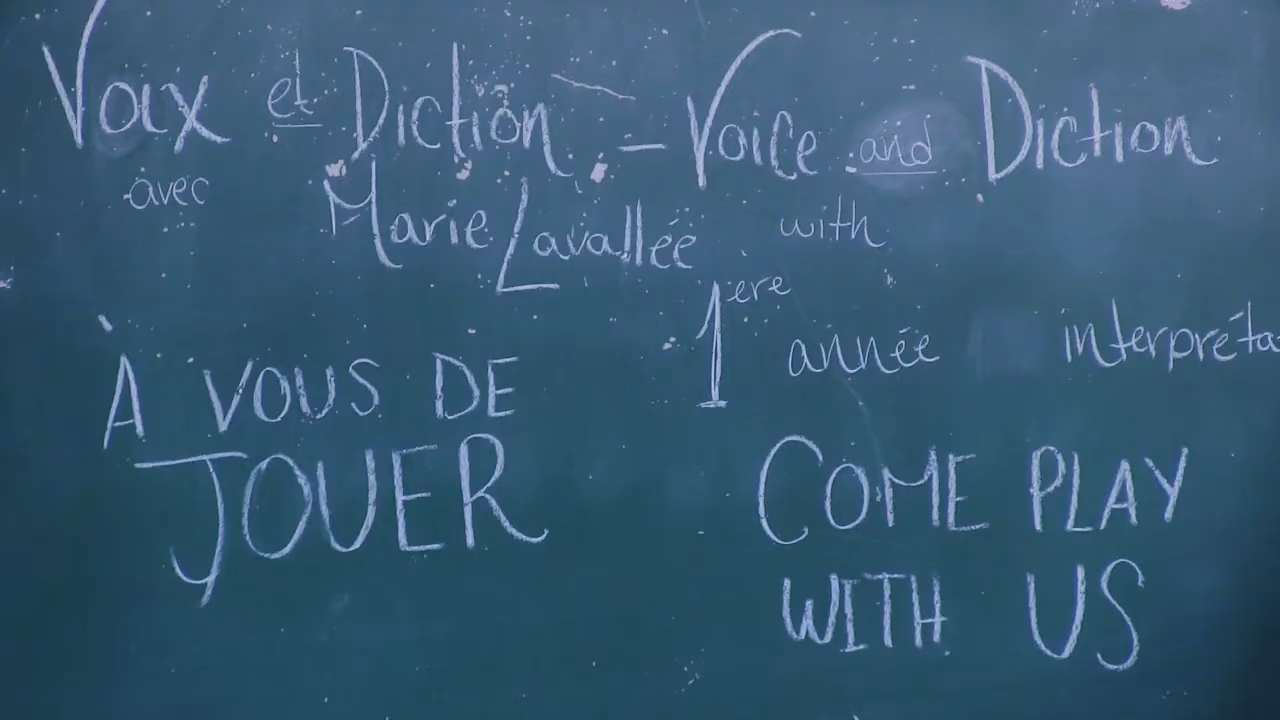 Voix et Diction – Voice and Diction
avec Marie Lavallée with
1ère année interpréta
À VOUS DE
JOUER
COME PLAY
WITH US